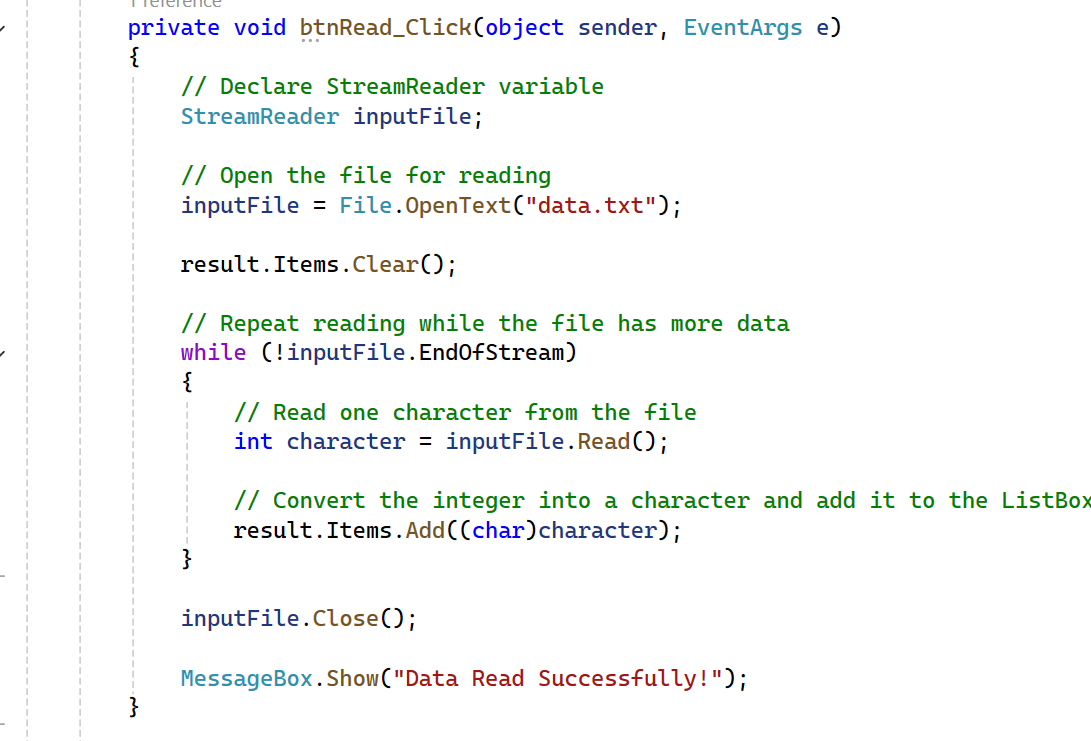 1 reference
private void btnRead_Click(object sender, EventArgs e)
{
// Declare StreamReader variable
StreamReader inputFile;
// Open the file for reading
inputFile = File.OpenText("data.txt");
result.Items.Clear();
// Repeat reading while the file has more data
while (!inputFile.EndOfStream)
{
// Read one character from the file
int character = inputFile.Read();
// Convert the integer into a character and add it to the ListBox
result.Items.Add((char)character);
}
inputFile.Close();
MessageBox.Show("Data Read Successfully!");
}